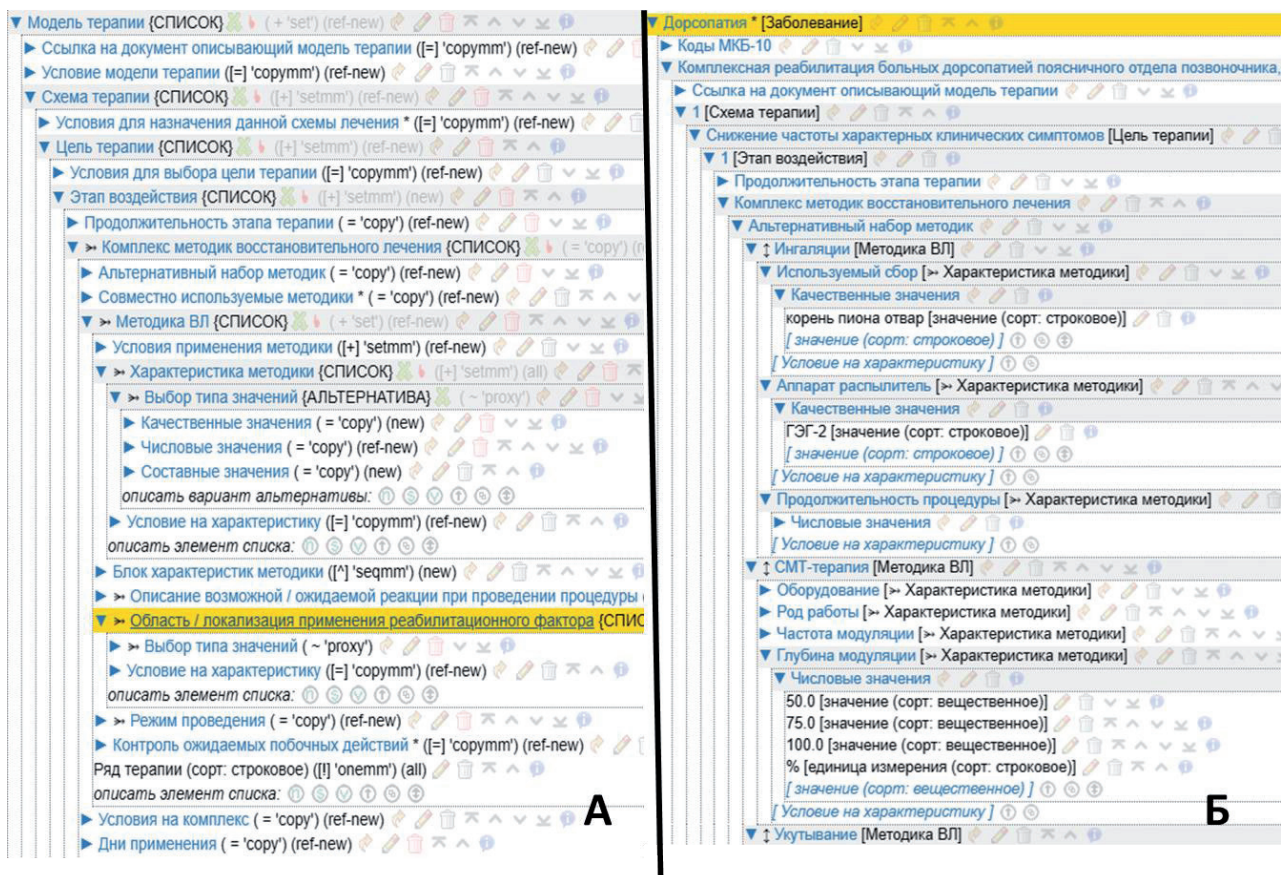 Модель терапии {СПИСОК} ( + 'set') (ref-new)
Ссылка на документ описывающий модель терапии ([=] 'copymm') (ref-new)
Условие модели терапии ([=] 'copymm') (ref-new)
Схема терапии {СПИСОК} ([+] 'setmm') (ref-new)
Условия для назначения данной схемы лечения * ([=] 'copymm') (ref-new)
Цель терапии {СПИСОК} ([+] 'setmm') (ref-new)
Условия для выбора цели терапии ([=] 'copymm') (ref-new)
Этап воздействия {СПИСОК} ([+] 'setmm') (new)
Продолжительность этапа терапии ( = 'copy') (ref-new)
Комплекс методик восстановительного лечения {СПИСОК} ( = 'copy')
Альтернативный набор методик ( = 'copy') (ref-new)
Совместно используемые методики * ( = 'copy') (ref-new)
Методика ВЛ {СПИСОК} ( + 'set') (ref-new)
Условия применения методики ([+] 'setmm') (ref-new)
Характеристика методики {СПИСОК} ([+] 'setmm') (all)
Выбор типа значений {АЛЬТЕРНАТИВА} ( ~ 'proxy')
Качественные значения ( = 'copy') (new)
Числовые значения ( = 'copy') (ref-new)
Составные значения ( = 'copy') (new)
описать вариант альтернативы:
Условие на характеристику ([=] 'copymm') (ref-new)
описать элемент списка:
Блок характеристик методики ([^] 'seqmm') (new)
Описание возможной / ожидаемой реакции при проведении процедуры
Область / локализация применения реабилитационного фактора {СПИС
Выбор типа значений ( ~ 'proxy')
Условие на характеристику ([=] 'copymm') (ref-new)
описать элемент списка:
Режим проведения ( = 'copy') (ref-new)
Контроль ожидаемых побочных действий * ([=] 'copymm') (ref-new)
Ряд терапии (сорт: строковое) ([!] 'onemm') (all)
описать элемент списка:
Условия на комплекс ( = 'copy') (ref-new)
Дни применения ( = 'copy') (ref-new)
А
Дорсопатия * [Заболевание]
Коды МКБ-10
Комплексная реабилитация больных дорсопатией поясничного отдела позвоночника,
Ссылка на документ описывающий модель терапии
1 [Схема терапии]
Снижение частоты характерных клинических симптомов [Цель терапии]
1 [Этап воздействия]
Продолжительность этапа терапии
Комплекс методик восстановительного лечения
Альтернативный набор методик
Ингаляции [Методика ВЛ]
Используемый сбор [Характеристика методики]
Качественные значения
корень пиона отвар [значение (сорт: строковое)]
[ значение (сорт: строковое) ]
[ Условие на характеристику ]
Аппарат распылитель [Характеристика методики]
Качественные значения
ГЭГ-2 [значение (сорт: строковое)]
[ значение (сорт: строковое) ]
[ Условие на характеристику ]
Продолжительность процедуры [Характеристика методики]
Числовые значения
[ Условие на характеристику ]
СМТ-терапия [Методика ВЛ]
Оборудование [Характеристика методики]
Род работы [Характеристика методики]
Частота модуляции [Характеристика методики]
Глубина модуляции [Характеристика методики]
Числовые значения
50.0 [значение (сорт: вещественное)]
75.0 [значение (сорт: вещественное)]
100.0 [значение (сорт: вещественное)]
% [единица измерения (сорт: строковое)]
[ значение (сорт: вещественное) ]
[ Условие на характеристику ]
Укутывание [Методика ВЛ]
Б